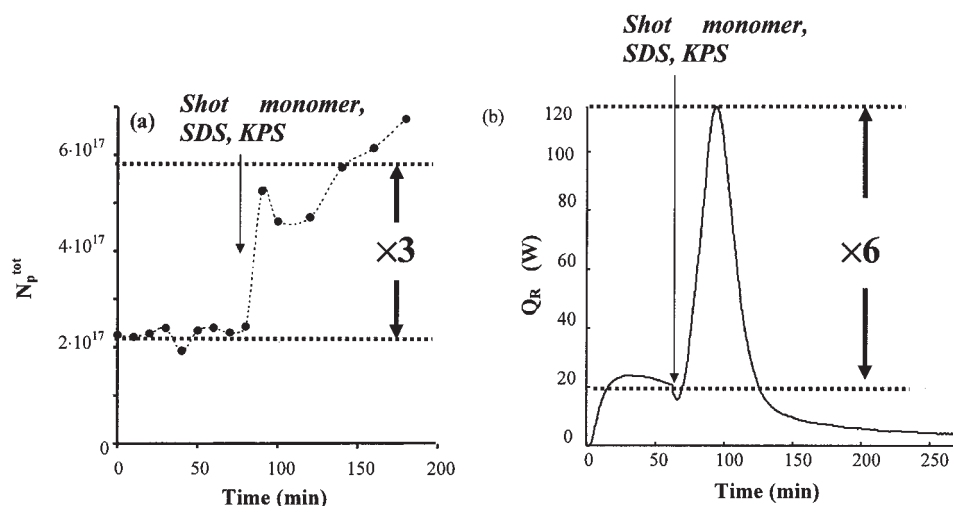 Shot monomer,
SDS, KPS
(a)
6·10¹⁷
4·10¹⁷
2·10¹⁷
0
Nₚᵗᵒᵗ
×3
0 50 100 150 200
Time (min)
Shot monomer,
SDS, KPS
(b)
120
100
80
60
40
20
0
Q_R (W)
×6
0 50 100 150 200 250
Time (min)